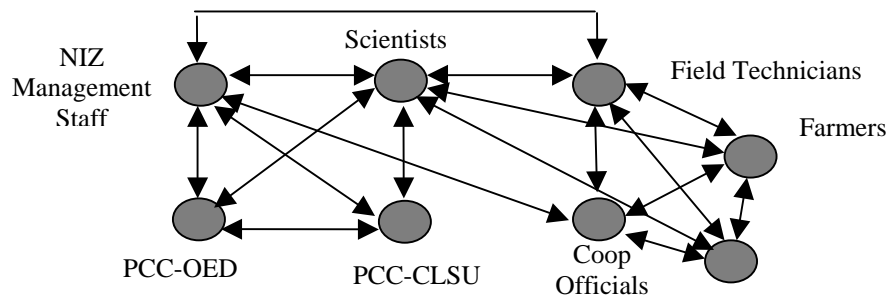 NIZ
Management
Staff
Scientists
Field Technicians
Farmers
PCC-OED
PCC-CLSU
Coop
Officials